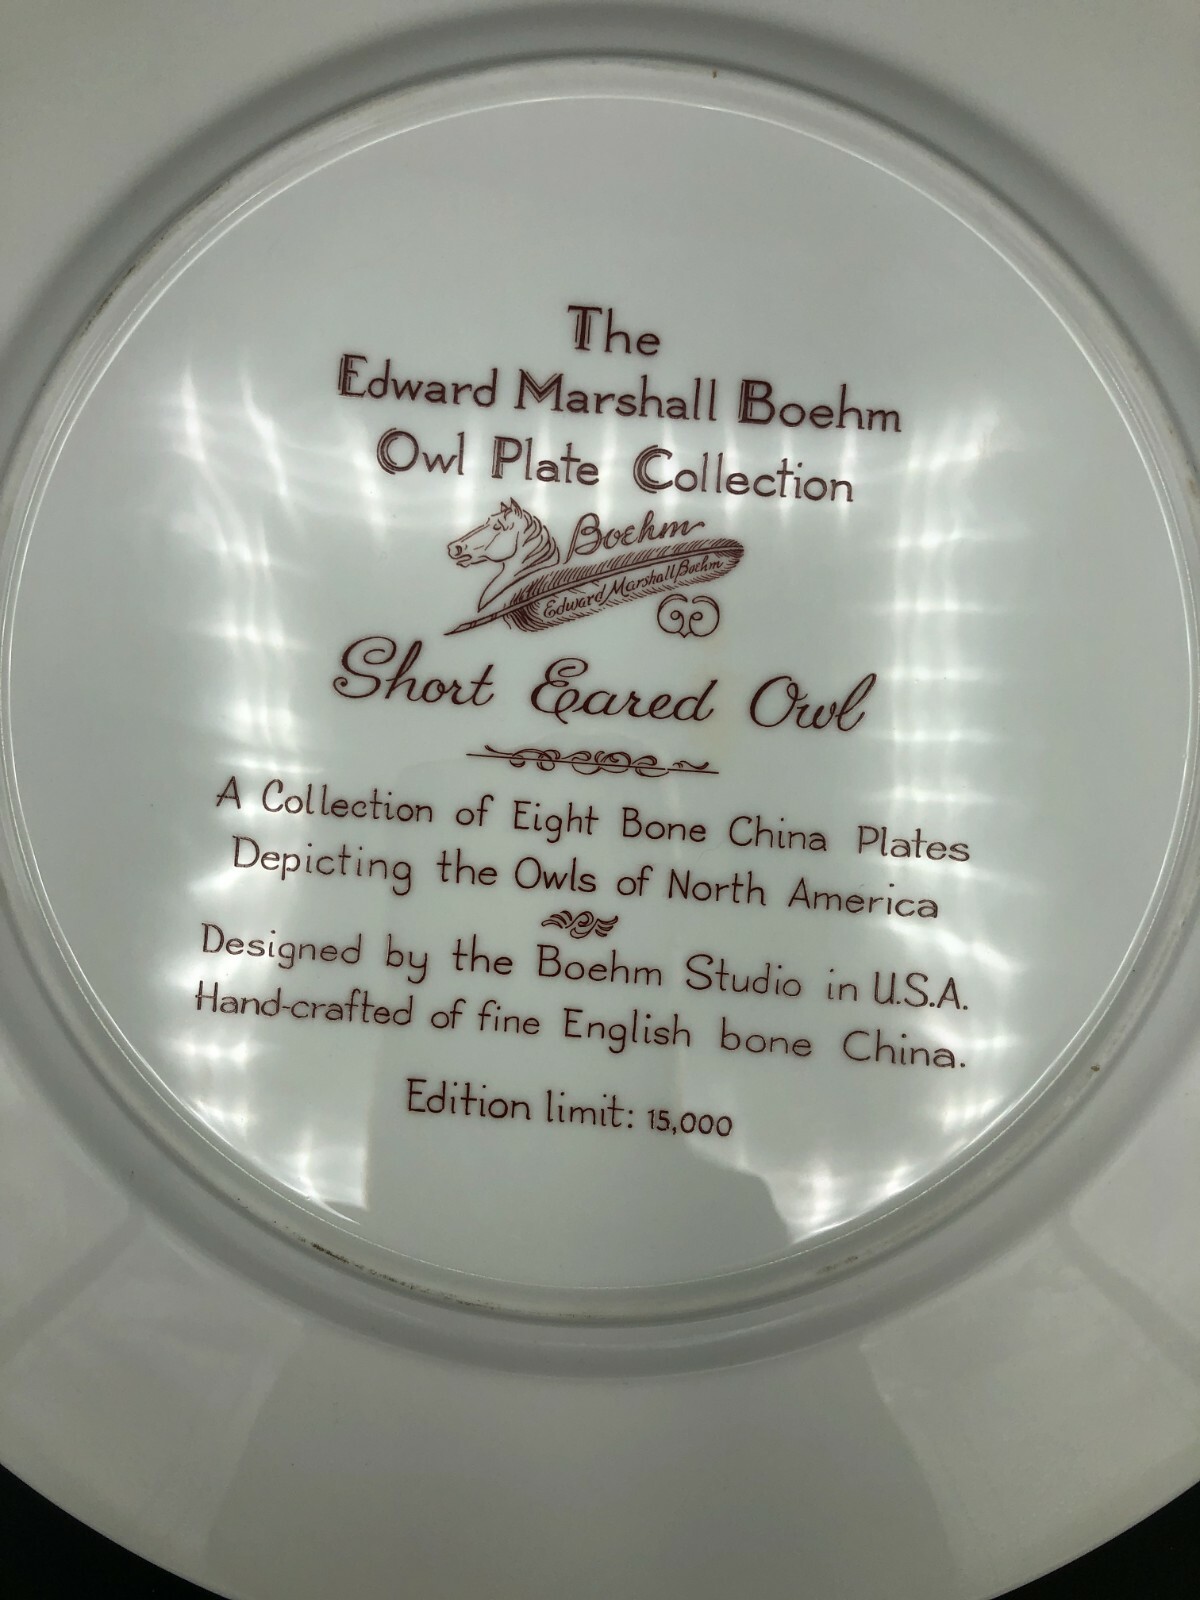 The
Edward Marshall Boehm
Owl Plate Collection
Boehm
Edward Marshall Boehm
Short Eared Owl
A Collection of Eight Bone China Plates
Depicting the Owls of North America
Designed by the Boehm Studio in U.S.A.
Hand-crafted of fine English bone China.
Edition limit: 15,000